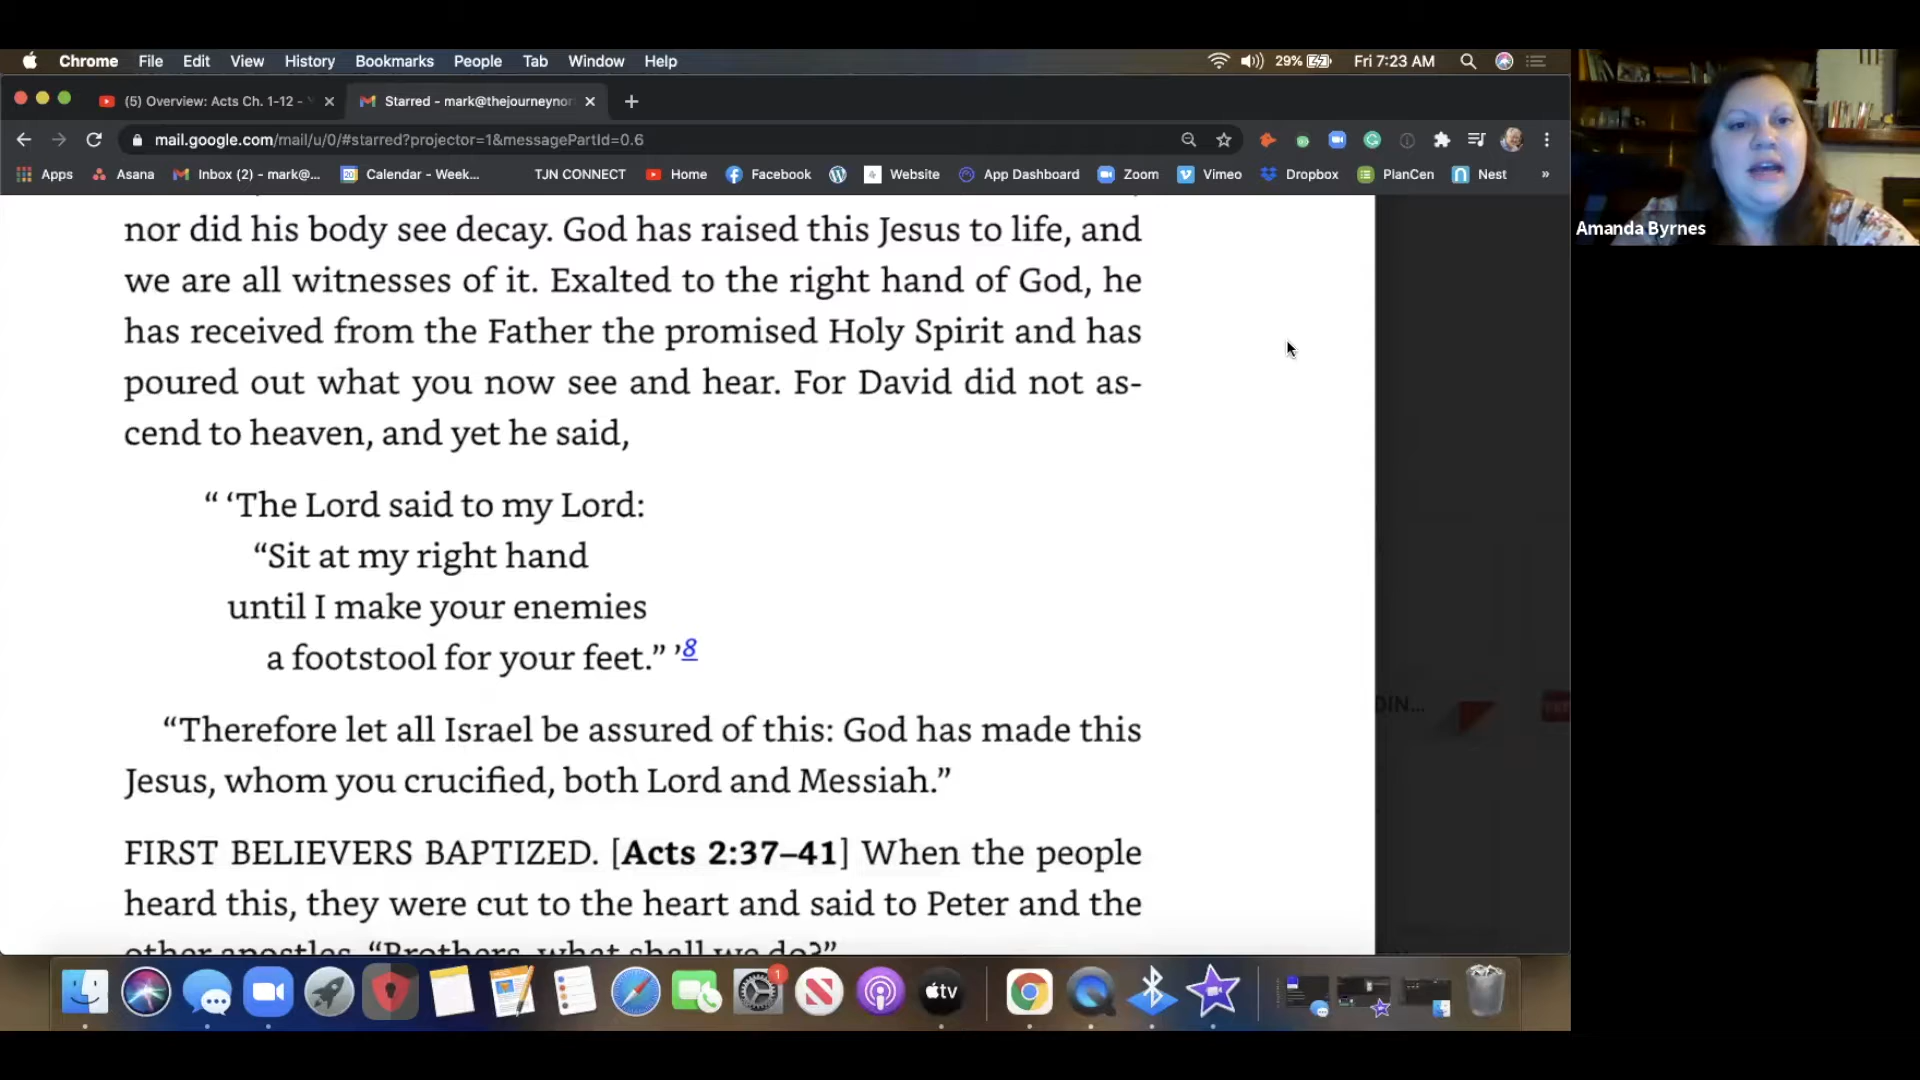 Chrome File Edit View History Bookmarks People Tab Window Help 29% Fri 7:23 AM
(5) Overview: Acts Ch. 1-12 - Starred - mark@thejourneynor
mail.google.com/mail/u/0/#starred?projector=1&messagePartId=0.6
Apps Asana Inbox (2) - mark@... Calendar - Week... TJN CONNECT Home Facebook Website App Dashboard Zoom Vimeo Dropbox PlanCen Nest »
Amanda Byrnes
nor did his body see decay. God has raised this Jesus to life, and
we are all witnesses of it. Exalted to the right hand of God, he
has received from the Father the promised Holy Spirit and has
poured out what you now see and hear. For David did not as-
cend to heaven, and yet he said,
“ ‘The Lord said to my Lord:
“Sit at my right hand
until I make your enemies
a footstool for your feet.” ’8
“Therefore let all Israel be assured of this: God has made this
Jesus, whom you crucified, both Lord and Messiah.”
FIRST BELIEVERS BAPTIZED. [Acts 2:37–41] When the people
heard this, they were cut to the heart and said to Peter and the
other apostles, “Brothers, what shall we do?”
tv
1